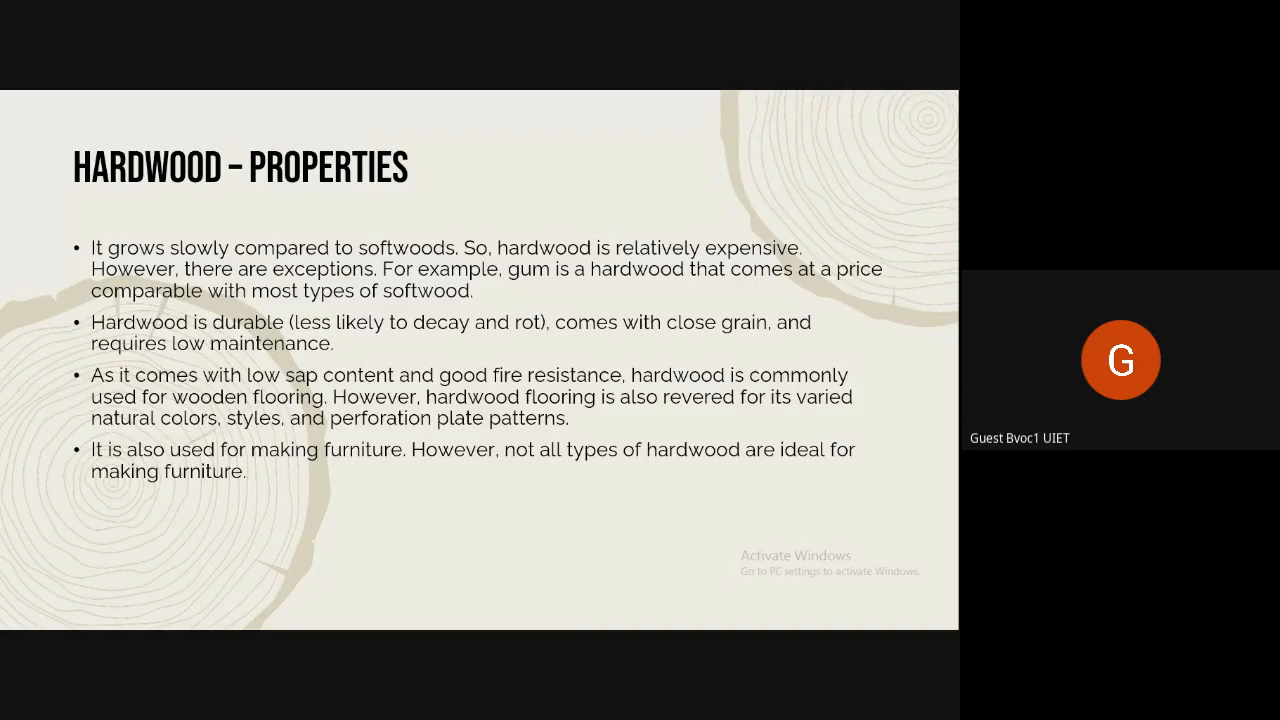 HARDWOOD – PROPERTIES
• It grows slowly compared to softwoods. So, hardwood is relatively expensive.
However, there are exceptions. For example, gum is a hardwood that comes at a price
comparable with most types of softwood.
• Hardwood is durable (less likely to decay and rot), comes with close grain, and
requires low maintenance.
• As it comes with low sap content and good fire resistance, hardwood is commonly
used for wooden flooring. However, hardwood flooring is also revered for its varied
natural colors, styles, and perforation plate patterns.
• It is also used for making furniture. However, not all types of hardwood are ideal for
making furniture.
Activate Windows
Go to PC settings to activate Windows.
G
Guest Bvoc1 UIET